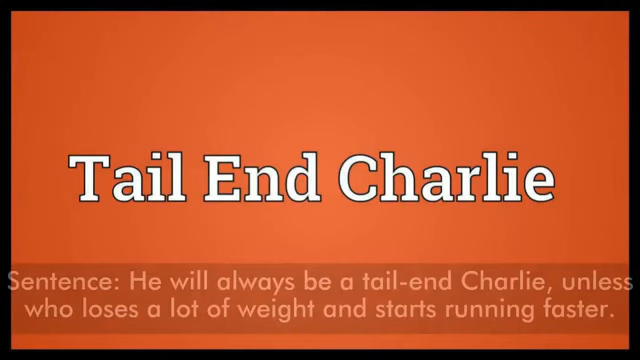 Tail End Charlie
Sentence: He will always be a tail-end Charlie, unless
who loses a lot of weight and starts running faster.